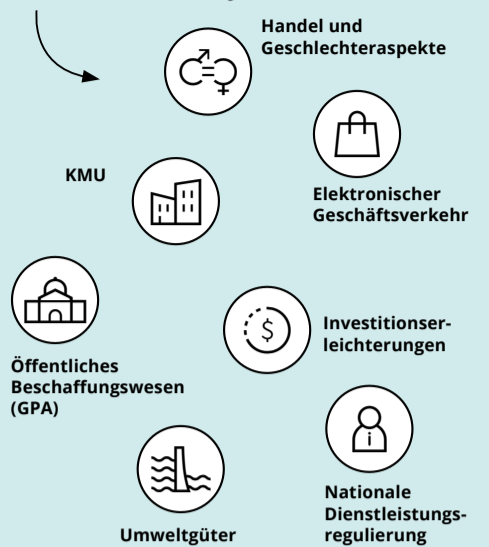 Handel und
Geschlechteraspekte
KMU
Elektronischer
Geschäftsverkehr
Investitionser-
leichterungen
Öffentliches
Beschaffungswesen
(GPA)
Nationale
Dienstleistungs-
regulierung
Umweltgüter